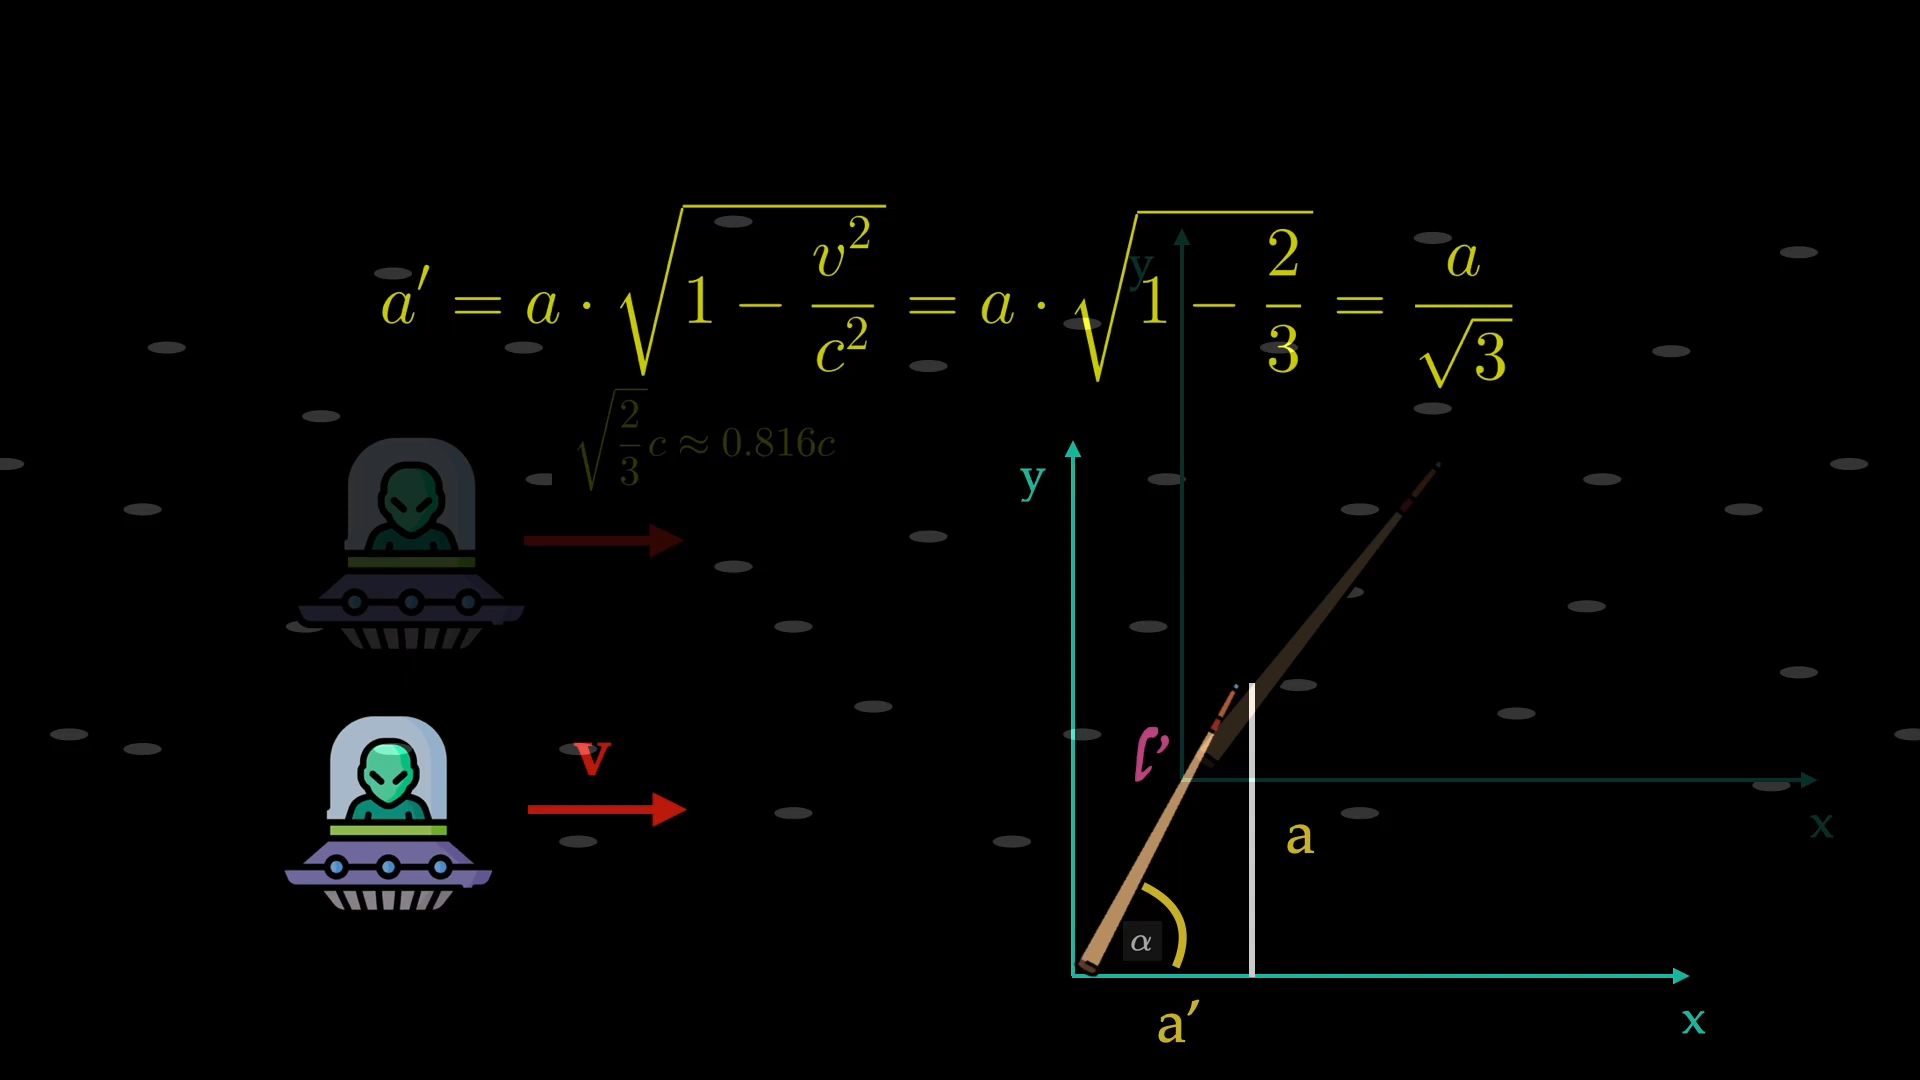 a′ = a · √(1 − v²/c²) = a · √(1 − 2/3) = a/√3
y
√(2/3) c ≈ 0.816c
y
v
l′
x
a
α
a′
x